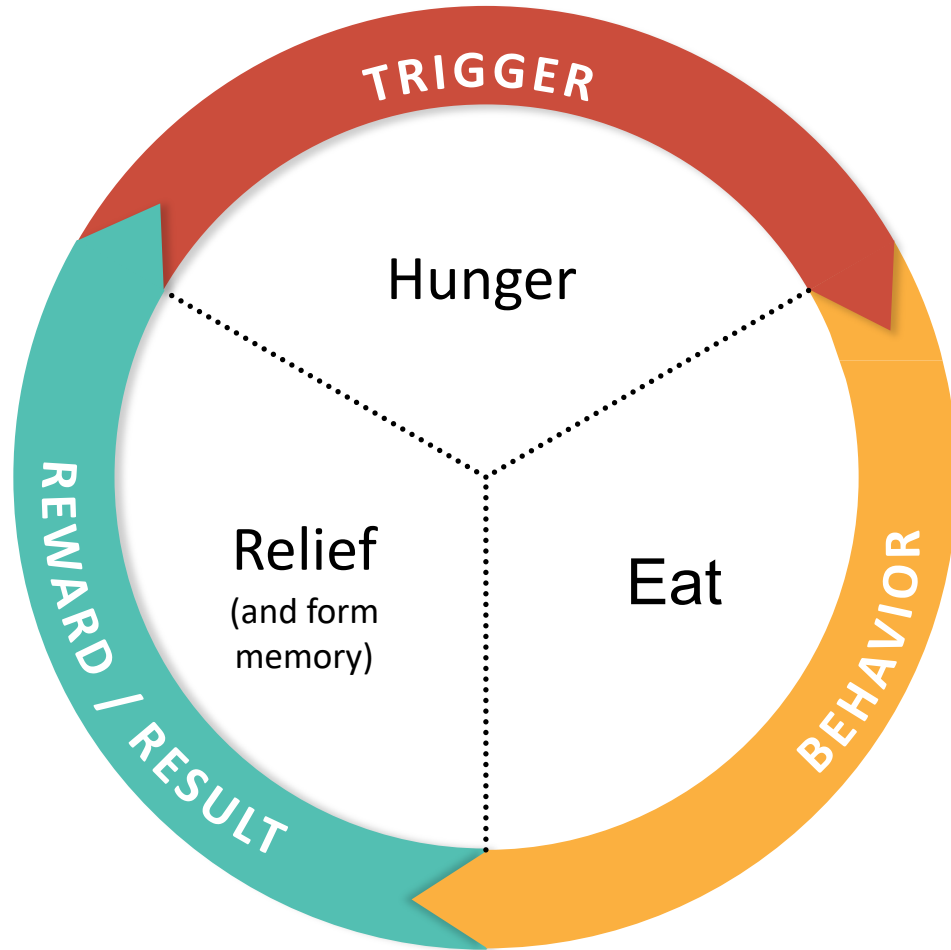 TRIGGER
Hunger
Eat
BEHAVIOR
Relief
(and form
memory)
REWARD / RESULT